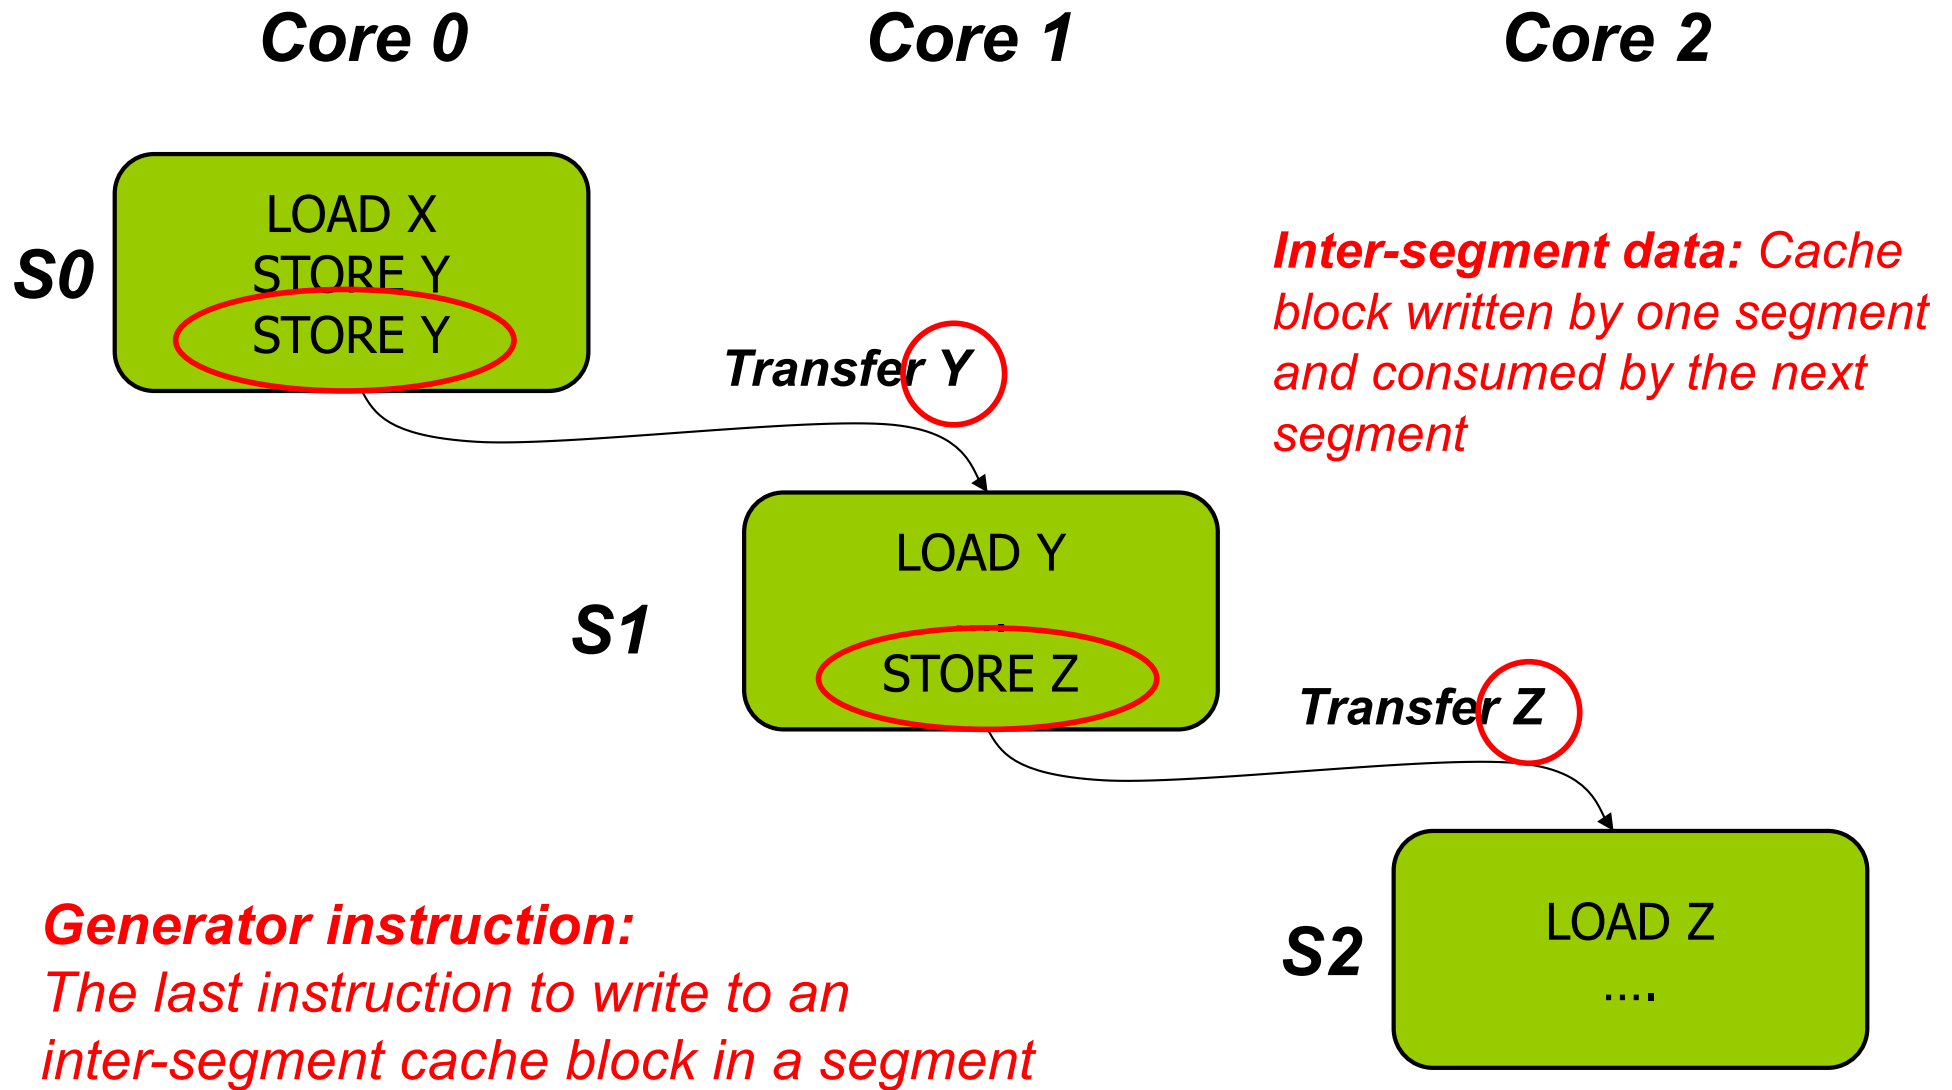 Core 0
Core 1
Core 2
LOAD X
STORE Y
STORE Y
S0
Transfer Y
Inter-segment data: Cache
block written by one segment
and consumed by the next
segment
LOAD Y
....
STORE Z
S1
Transfer Z
LOAD Z
....
S2
Generator instruction:
The last instruction to write to an
inter-segment cache block in a segment